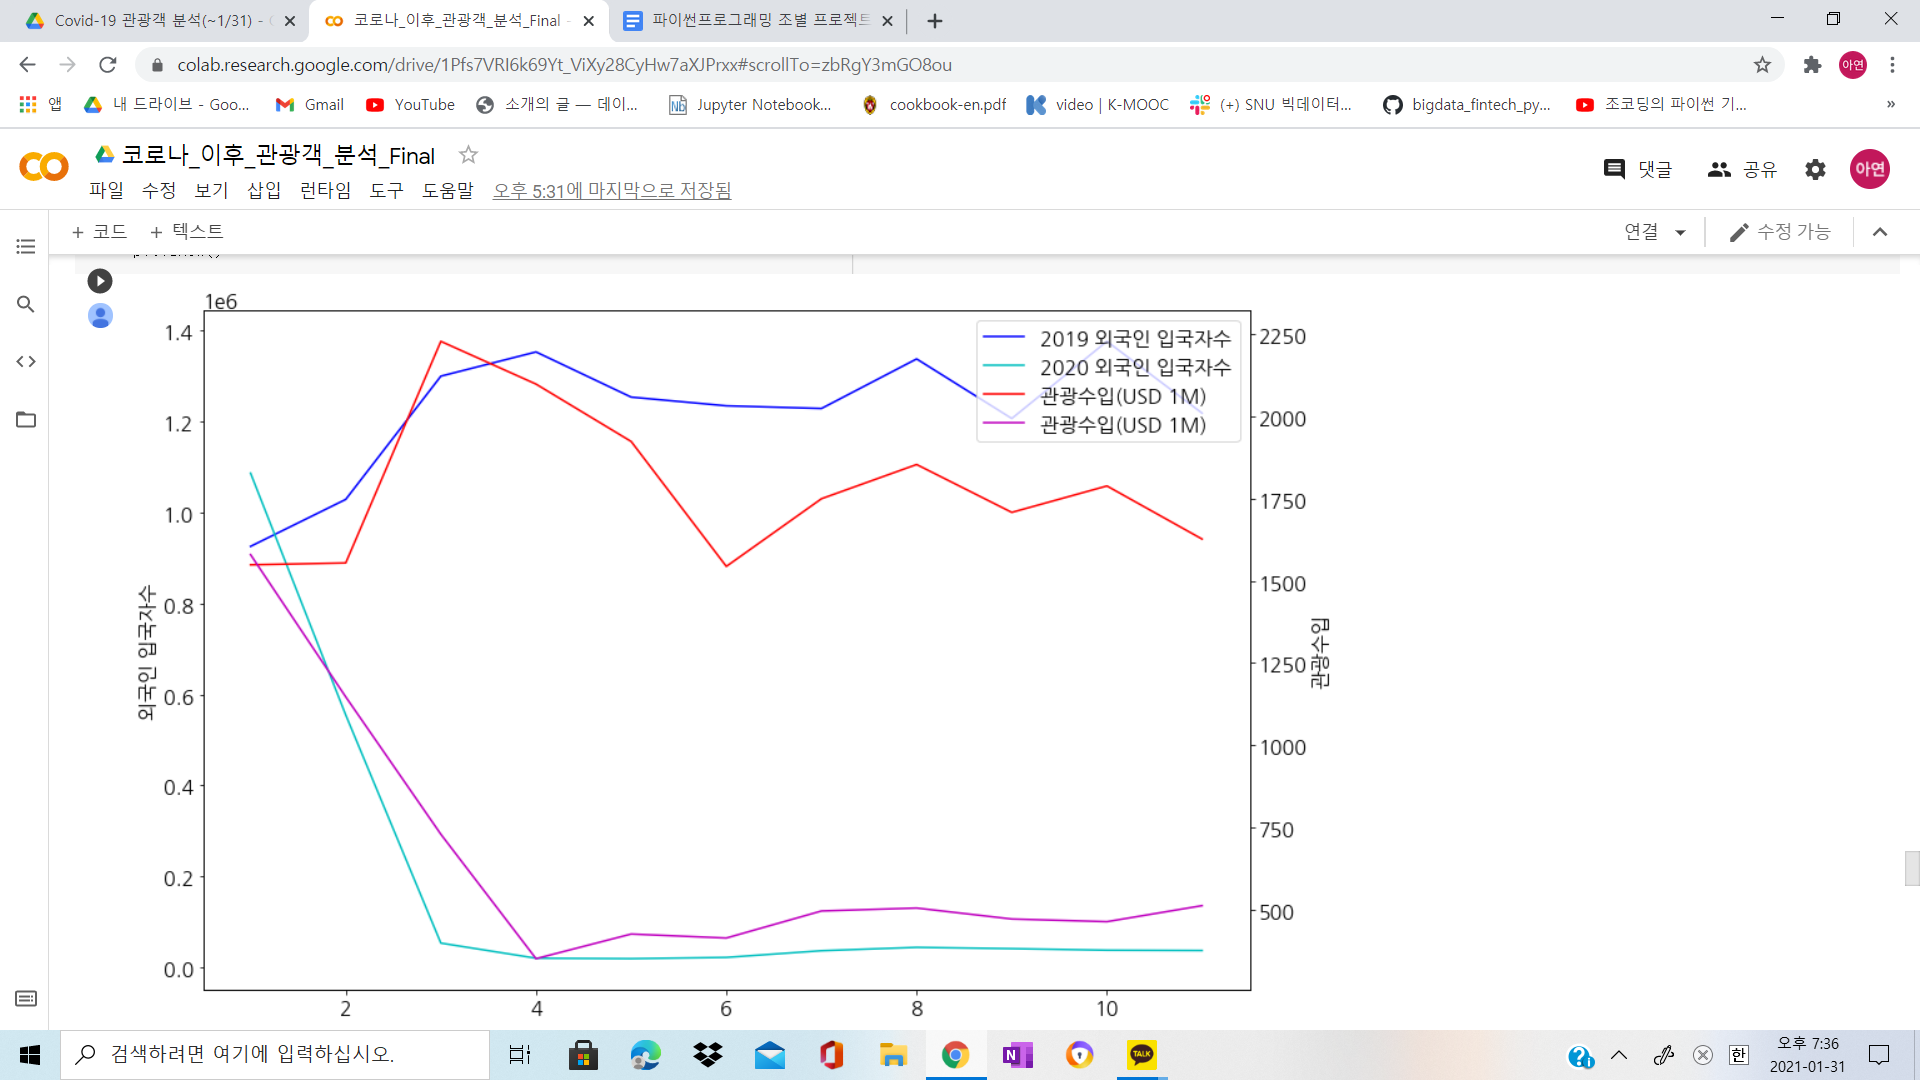 Covid-19 관광객 분석(~1/31) -
코로나_이후_관광객_분석_Final -
파이썬프로그래밍 조별 프로젝트
colab.research.google.com/drive/1Pfs7VRI6k69Yt_ViXy28CyHw7aXJPrxx#scrollTo=zbRgY3mGO8ou
아연
앱
내 드라이브 - Goo...
Gmail
YouTube
소개의 글 — 데이...
Jupyter Notebook...
cookbook-en.pdf
video | K-MOOC
(+) SNU 빅데이터...
bigdata_fintech_py...
조코딩의 파이썬 기...
»
코로나_이후_관광객_분석_Final
댓글
공유
아연
파일 수정 보기 삽입 런타임 도구 도움말 오후 5:31에 마지막으로 저장됨
+ 코드 + 텍스트
연결
수정 가능
1e6
1.4
1.2
1.0
0.8
0.6
0.4
0.2
0.0
외국인 입국자수
2019 외국인 입국자수
2020 외국인 입국자수
관광수입(USD 1M)
관광수입(USD 1M)
2250
2000
1750
1500
1250
1000
750
500
관광수입
2 4 6 8 10
검색하려면 여기에 입력하십시오.
TALK
한
오후 7:36
2021-01-31